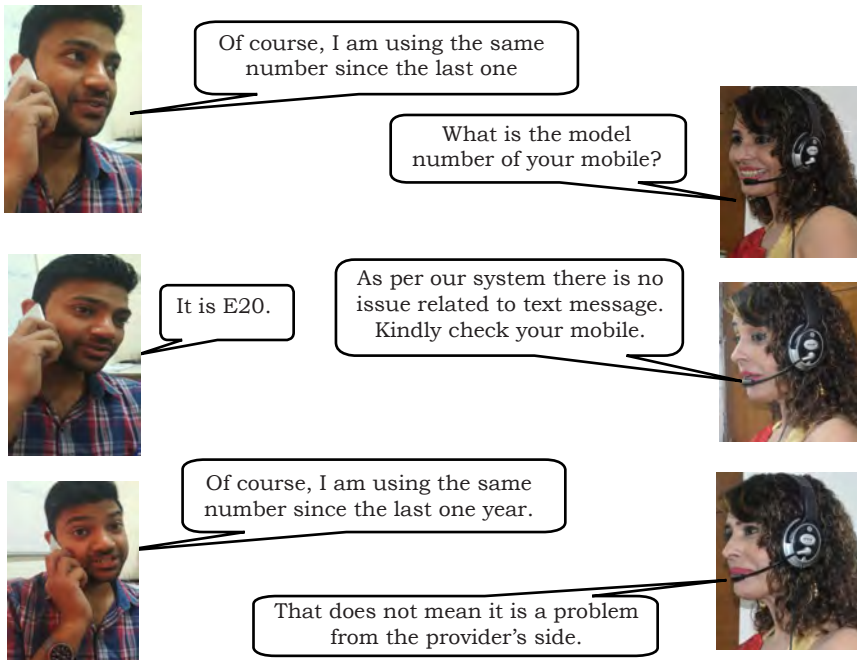 Of course, I am using the same
number since the last one
What is the model
number of your mobile?
It is E20.
As per our system there is no
issue related to text message.
Kindly check your mobile.
Of course, I am using the same
number since the last one year.
That does not mean it is a problem
from the provider’s side.